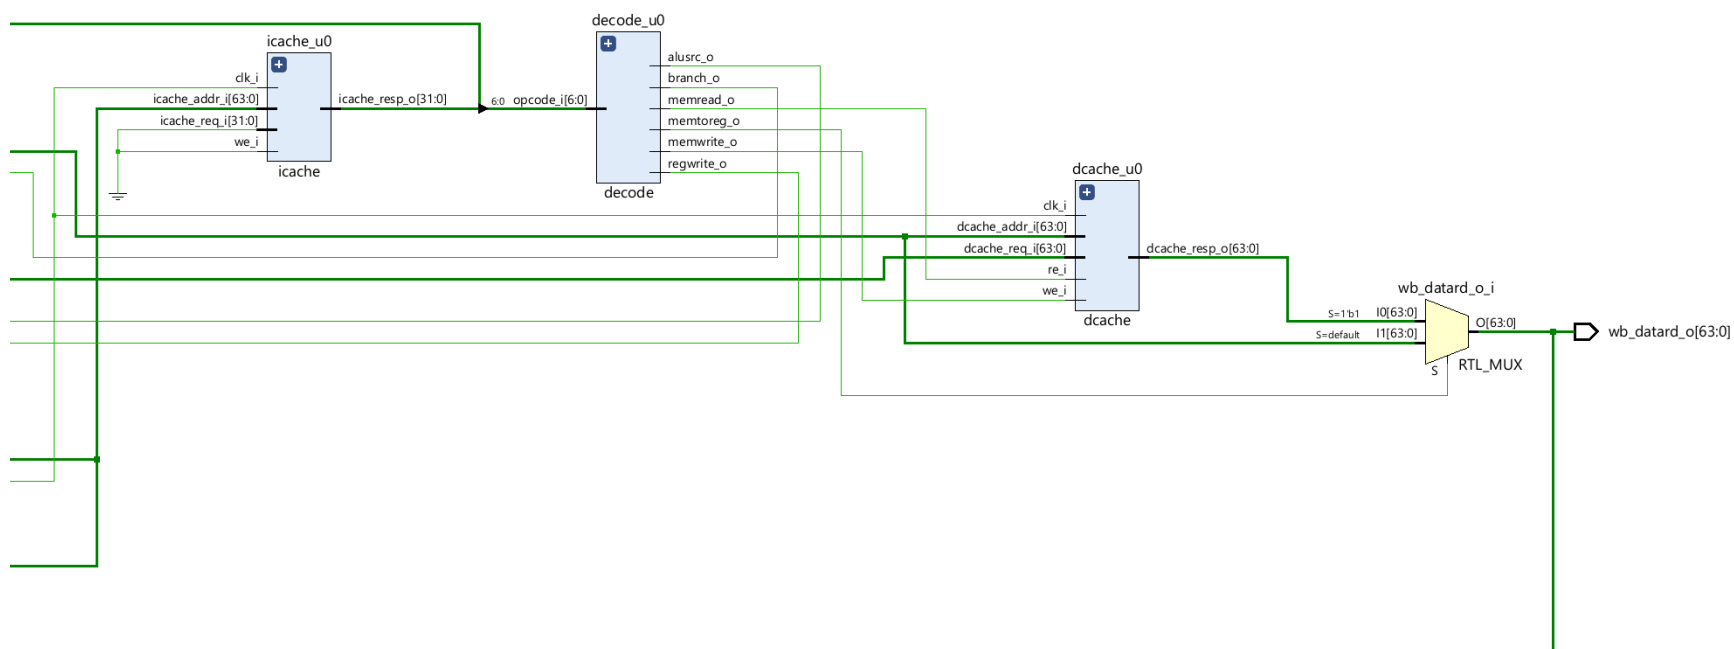 icache_u0
clk_i
icache_addr_i[63:0]
icache_req_i[31:0]
we_i
icache_resp_o[31:0]
icache
6:0
decode_u0
opcode_i[6:0]
alusrc_o
branch_o
memread_o
memtoreg_o
memwrite_o
regwrite_o
decode
dcache_u0
clk_i
dcache_addr_i[63:0]
dcache_req_i[63:0]
re_i
we_i
dcache_resp_o[63:0]
dcache
wb_datard_o_i
S=1'b1 I0[63:0]
S=default I1[63:0]
S
O[63:0]
RTL_MUX
wb_datard_o[63:0]